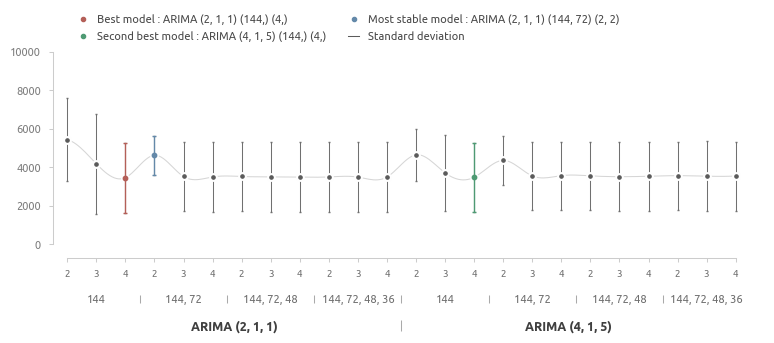 Best model : ARIMA (2, 1, 1) (144,) (4,)
Most stable model : ARIMA (2, 1, 1) (144, 72) (2, 2)
Second best model : ARIMA (4, 1, 5) (144,) (4,)
Standard deviation
10000
8000
6000
4000
2000
0
2 3 4 2 3 4 2 3 4 2 3 4 2 3 4 2 3 4 2 3 4 2 3 4
144 | 144, 72 | 144, 72, 48 | 144, 72, 48, 36 | 144 | 144, 72 | 144, 72, 48 | 144, 72, 48, 36
ARIMA (2, 1, 1) | ARIMA (4, 1, 5)